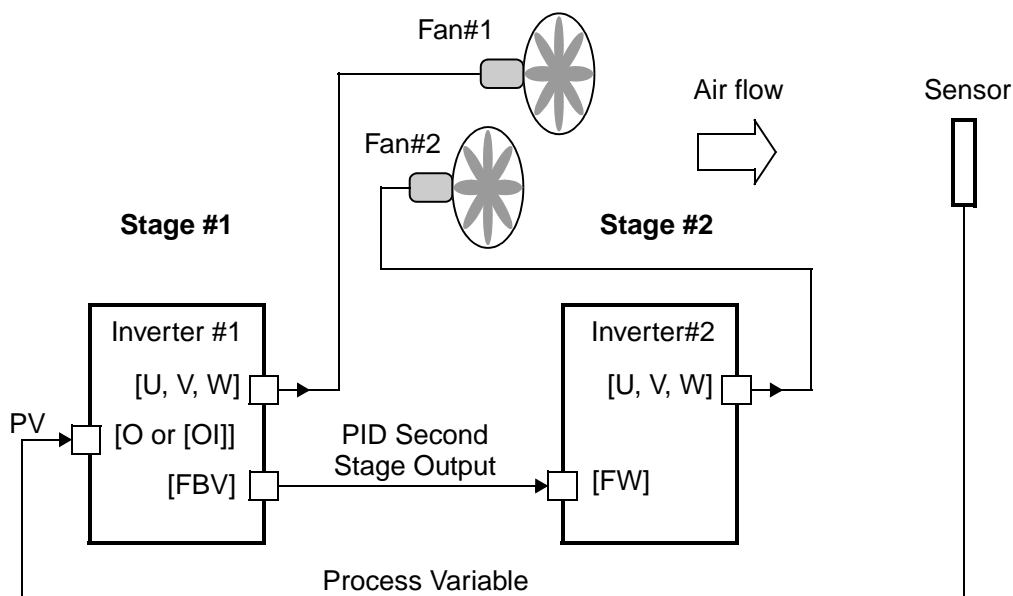 Fan#1
Air flow
Sensor
Fan#2
Stage #1
Stage #2
Inverter #1
Inverter#2
[U, V, W]
[U, V, W]
PV
[O or [OI]]
PID Second
Stage Output
[FBV]
[FW]
Process Variable